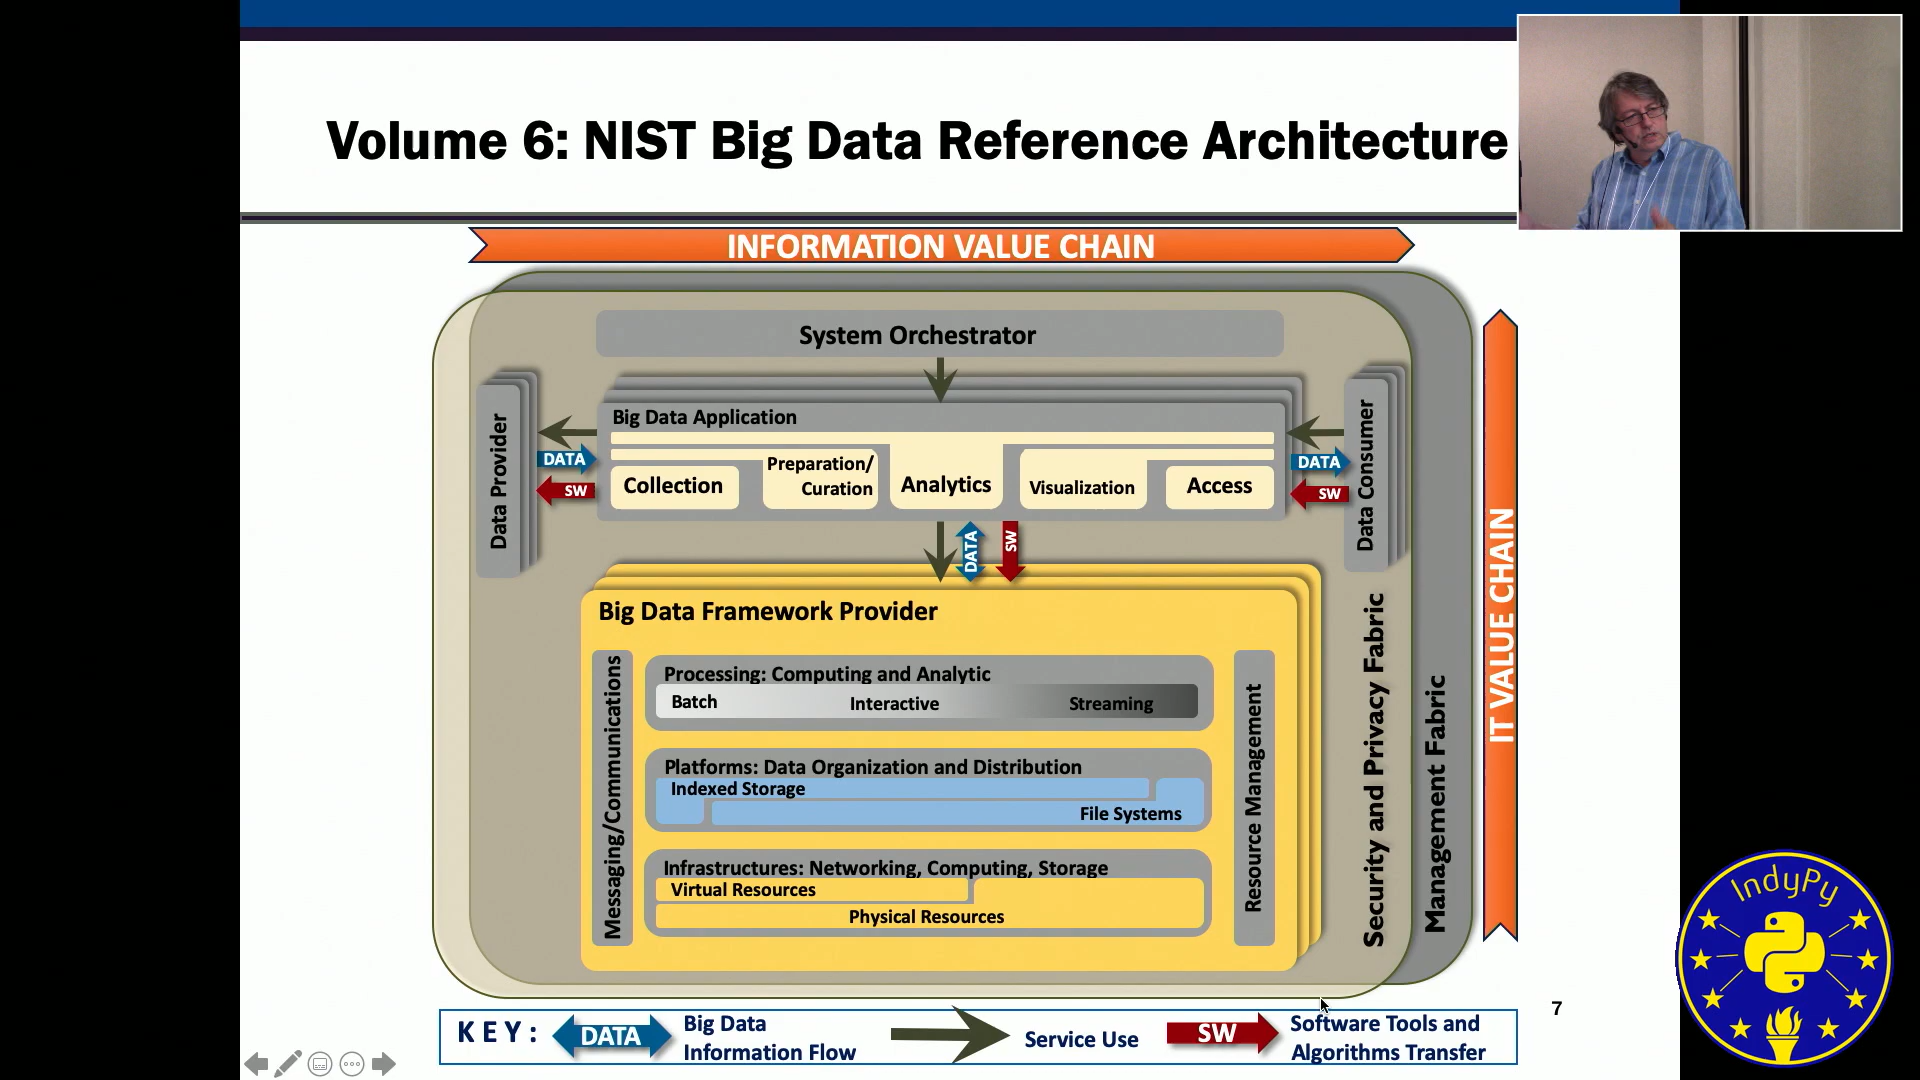 Volume 6: NIST Big Data Reference Architecture
INFORMATION VALUE CHAIN
System Orchestrator
Big Data Application
Collection
Preparation/
Curation
Analytics
Visualization
Access
Data Provider
DATA
SW
DATA
SW
Data Consumer
DATA
SW
Big Data Framework Provider
Messaging/Communications
Processing: Computing and Analytic
Batch
Interactive
Streaming
Platforms: Data Organization and Distribution
Indexed Storage
File Systems
Infrastructures: Networking, Computing, Storage
Virtual Resources
Physical Resources
Resource Management
Security and Privacy Fabric
Management Fabric
IT VALUE CHAIN
KEY:
DATA
Big Data
Information Flow
Service Use
SW
Software Tools and
Algorithms Transfer
7
IndyPy